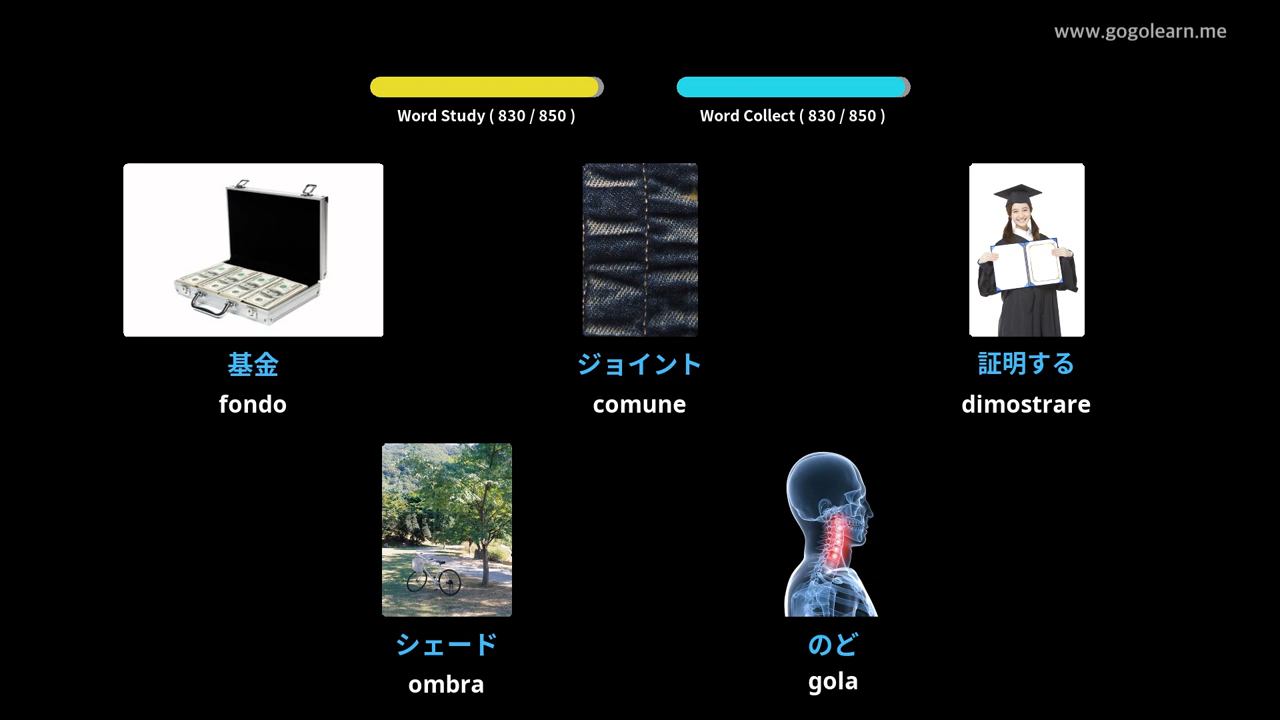 www.gogolearn.me
Word Study ( 830 / 850 )
Word Collect ( 830 / 850 )
基金
fondo
ジョイント
comune
証明する
dimostrare
シェード
ombra
のど
gola